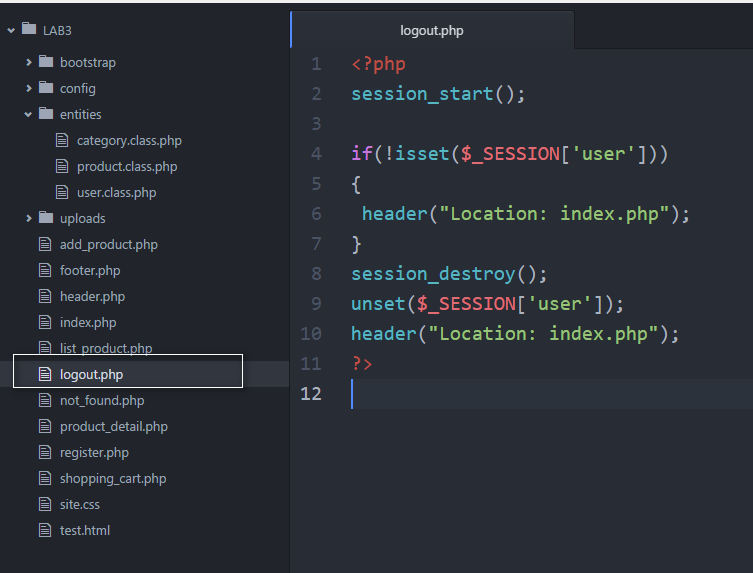 LAB3
bootstrap
config
entities
category.class.php
product.class.php
user.class.php
uploads
add_product.php
footer.php
header.php
index.php
list_product.php
logout.php
not_found.php
product_detail.php
register.php
shopping_cart.php
site.css
test.html
logout.php
1 <?php
2 session_start();
3
4 if(!isset($_SESSION['user']))
5 {
6  header("Location: index.php");
7 }
8 session_destroy();
9 unset($_SESSION['user']);
10 header("Location: index.php");
11 ?>
12